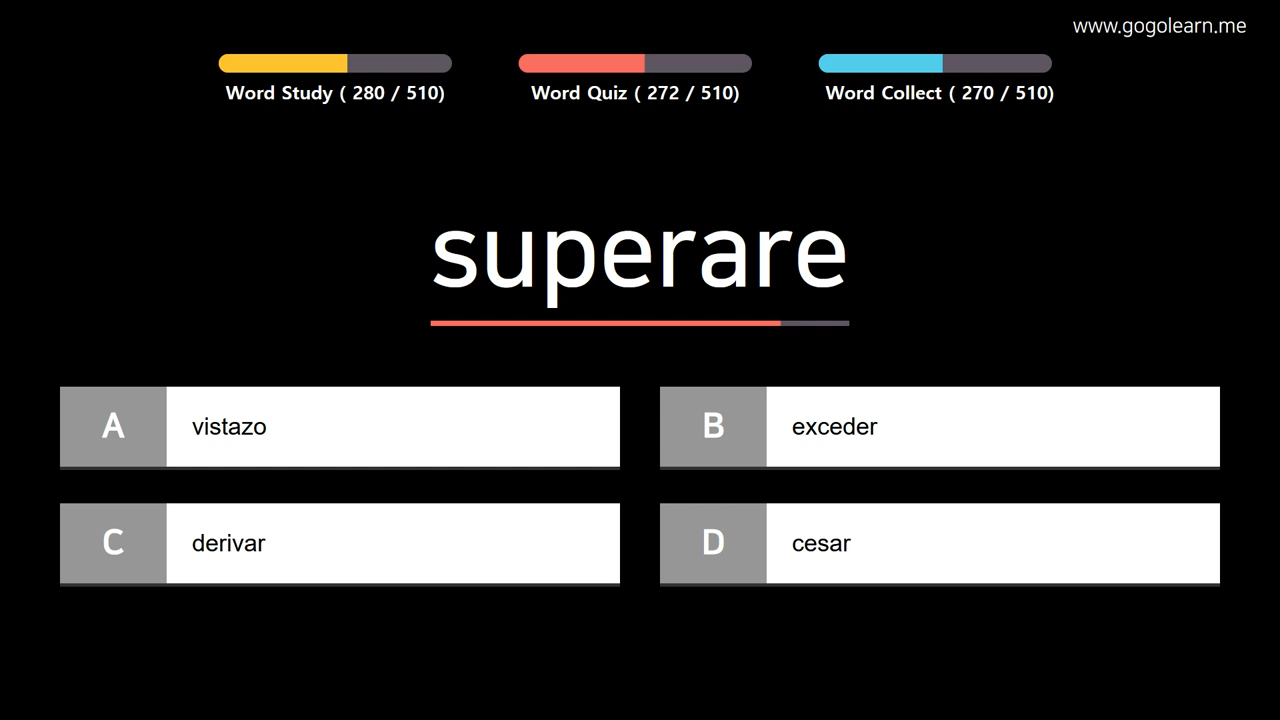 www.gogolearn.me
Word Study ( 280 / 510)
Word Quiz ( 272 / 510)
Word Collect ( 270 / 510)
superare
A vistazo
B exceder
C derivar
D cesar